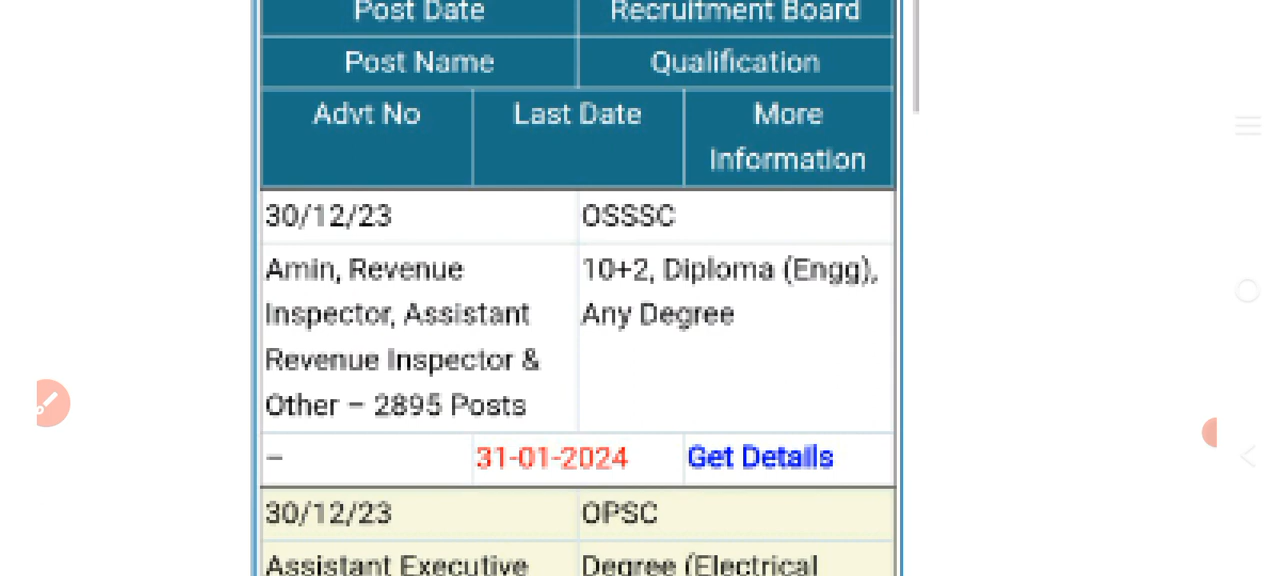 Post Date
Recruitment Board
Post Name
Qualification
Advt No
Last Date
More
Information
30/12/23
OSSSC
Amin, Revenue
Inspector, Assistant
Revenue Inspector &
Other – 2895 Posts
10+2, Diploma (Engg),
Any Degree
–
31-01-2024
Get Details
30/12/23
OPSC
Assistant Executive
Degree (Electrical